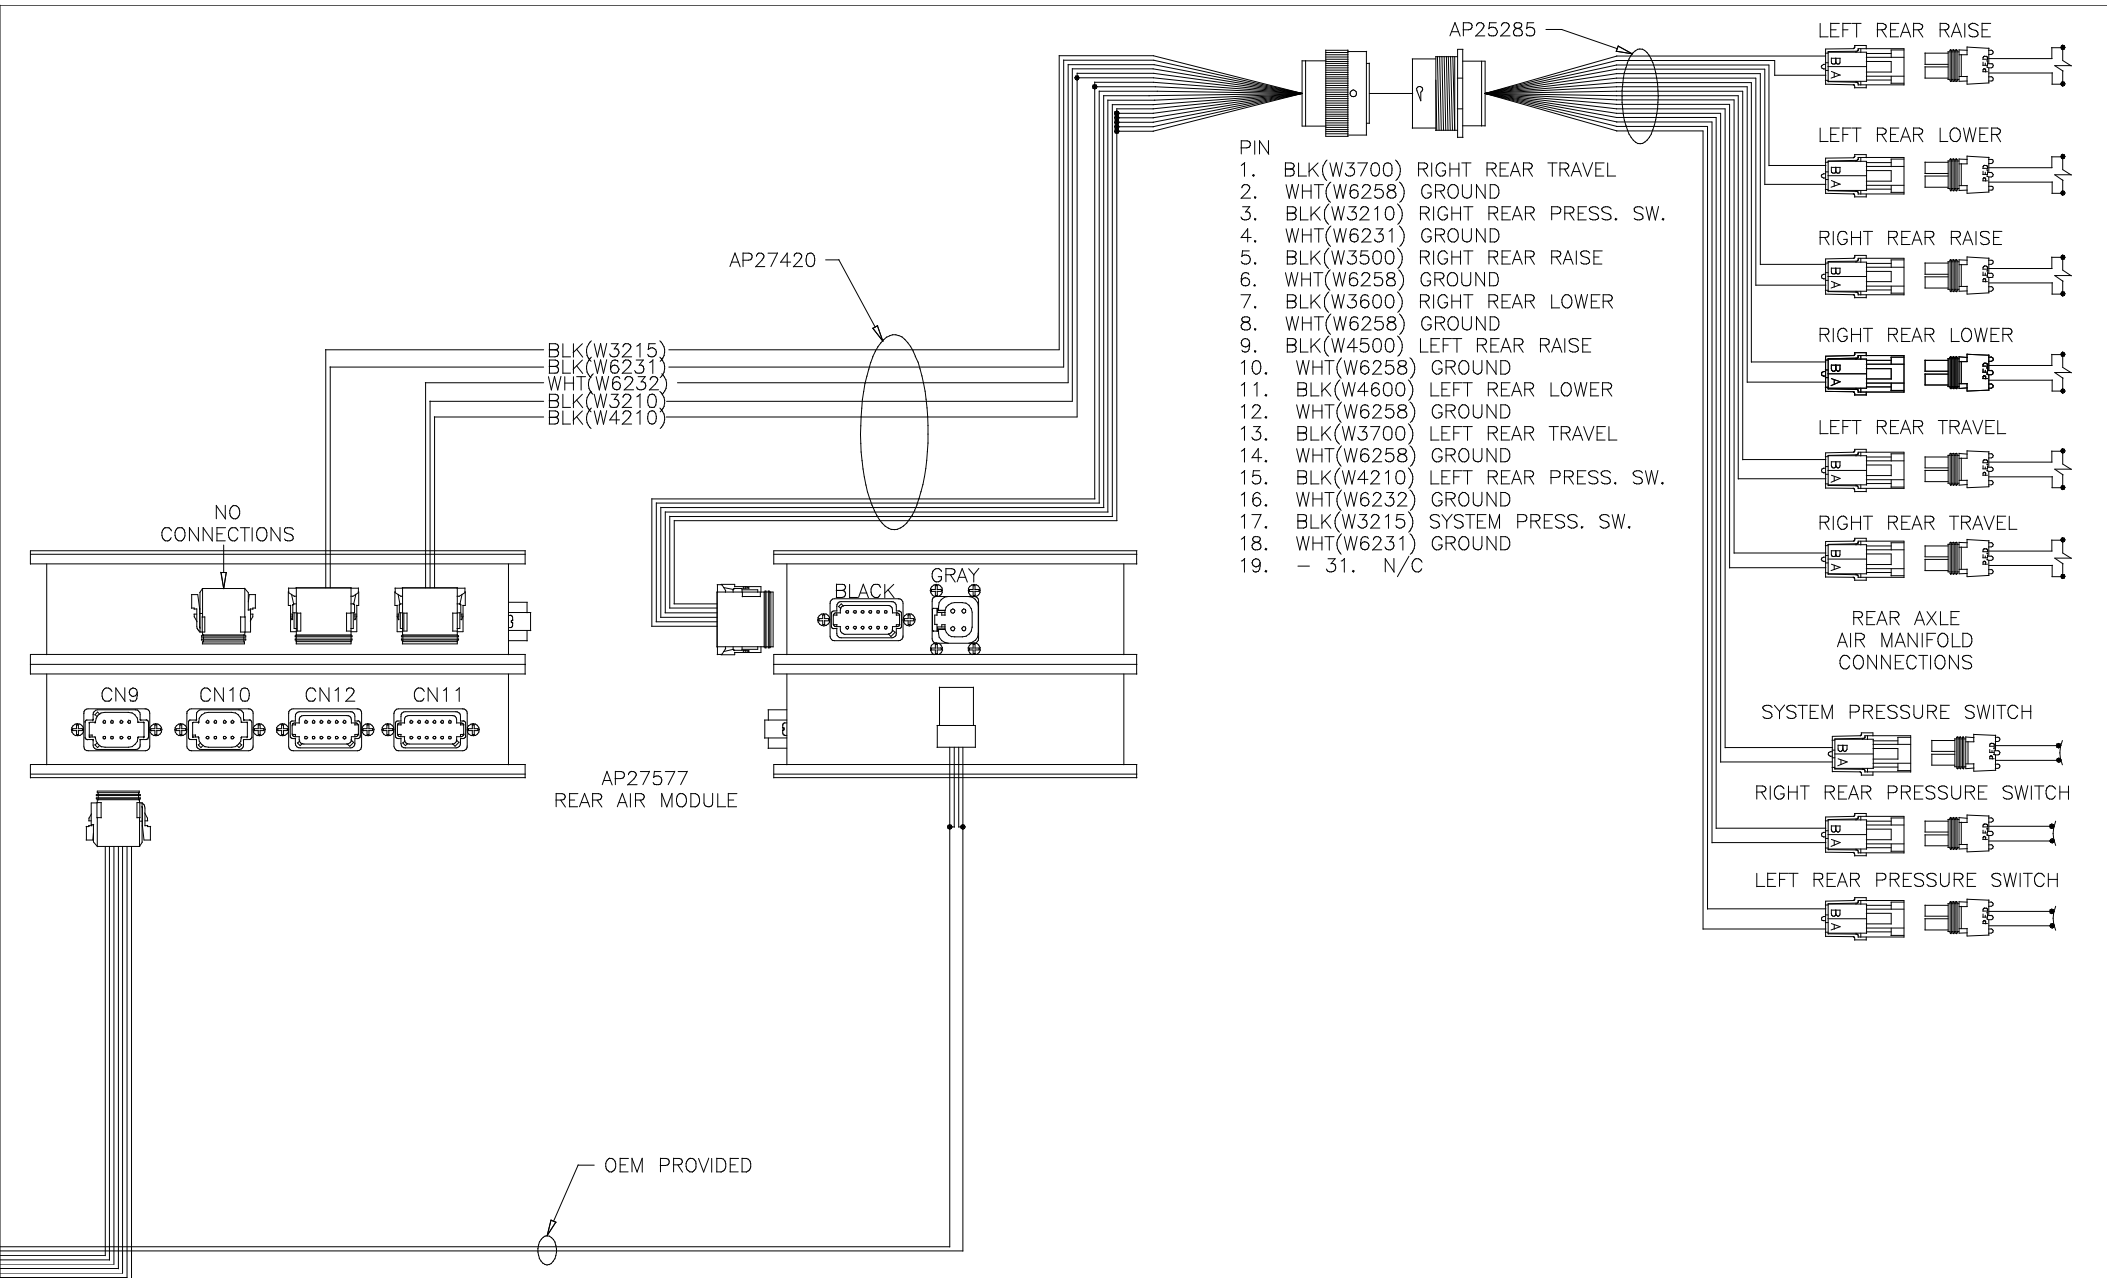 AP25285
LEFT REAR RAISE
B
A
P.E.D
LEFT REAR LOWER
B
A
P.E.D
PIN
1. BLK(W3700) RIGHT REAR TRAVEL
2. WHT(W6258) GROUND
3. BLK(W3210) RIGHT REAR PRESS. SW.
4. WHT(W6231) GROUND
5. BLK(W3500) RIGHT REAR RAISE
6. WHT(W6258) GROUND
7. BLK(W3600) RIGHT REAR LOWER
8. WHT(W6258) GROUND
9. BLK(W4500) LEFT REAR RAISE
10. WHT(W6258) GROUND
11. BLK(W4600) LEFT REAR LOWER
12. WHT(W6258) GROUND
13. BLK(W3700) LEFT REAR TRAVEL
14. WHT(W6258) GROUND
15. BLK(W4210) LEFT REAR PRESS. SW.
16. WHT(W6232) GROUND
17. BLK(W3215) SYSTEM PRESS. SW.
18. WHT(W6231) GROUND
19. - 31. N/C
RIGHT REAR RAISE
B
A
P.E.D
RIGHT REAR LOWER
B
A
P.E.D
LEFT REAR TRAVEL
B
A
P.E.D
RIGHT REAR TRAVEL
B
A
P.E.D
REAR AXLE
AIR MANIFOLD
CONNECTIONS
SYSTEM PRESSURE SWITCH
B
A
P.E.D
RIGHT REAR PRESSURE SWITCH
B
A
P.E.D
LEFT REAR PRESSURE SWITCH
B
A
P.E.D
AP27420
BLK(W3215)
BLK(W6231)
WHT(W6232)
BLK(W3210)
BLK(W4210)
NO
CONNECTIONS
BLACK
GRAY
CN9
CN10
CN12
CN11
AP27577
REAR AIR MODULE
OEM PROVIDED